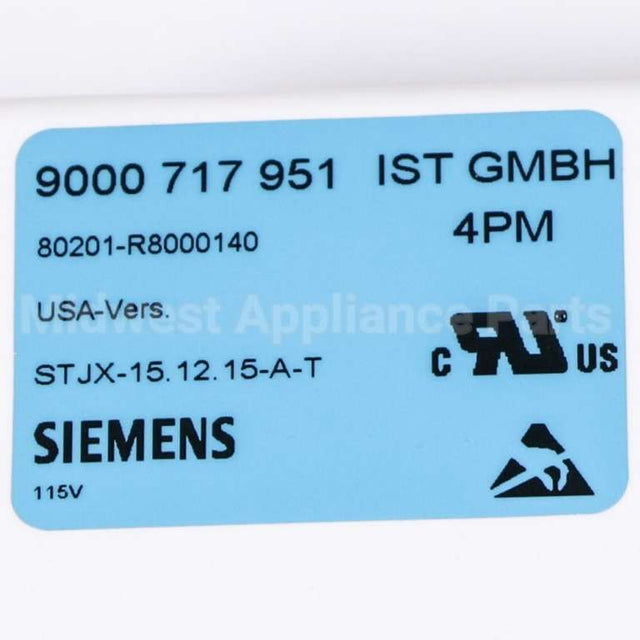 9000 717 951 IST GMBH
80201-R8000140 4PM
USA-Vers.
Midwest Appliance Parts
STJX-15.12.15-A-T C RU ® US
SIEMENS
115V